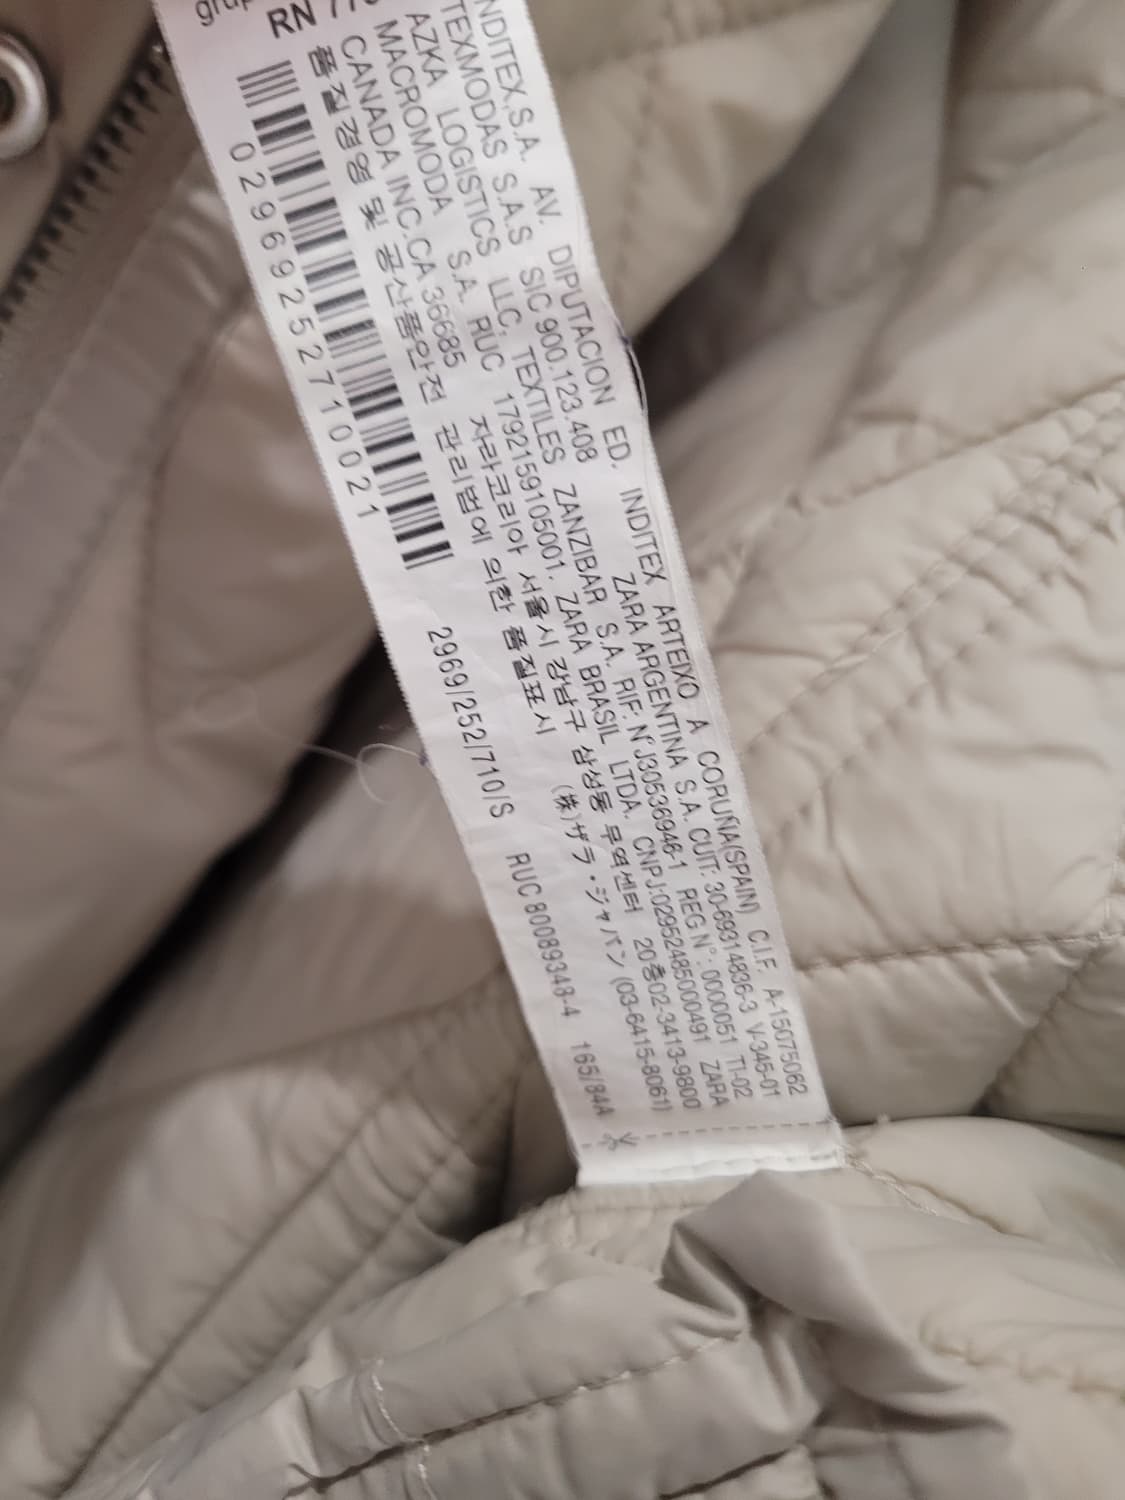 INDITEX,S.A. AV. DIPUTACION ED. INDITEX ARTEIXO A CORUÑA(SPAIN) C.I.F. A-15075062
TEXMODAS S.A.S SIC 900.123.408 ZARA ARGENTINA S.A. CUIT: 30-69314836-3 V-345-01
AZKA LOGISTICS LLC, TEXTILES ZANZIBAR S.A. RIF: N°J30536946-1 REG N°: 0000051 T1-02
MACROMODA S.A. RUC 1792159105001. ZARA BRASIL LTDA. CNPJ:02952485000491 ZARA
CANADA INC.CA 36685 자라코리아 서울시 강남구 삼성동 무역센터 20층02-3413-9800
품질경영 및 공산품안전 관리법에 의한 품질표시 (株)ザラ・ジャパン (03-6415-8061)
RN
02969252710021
2969/252/710/S RUC 80089348-4 165/84A